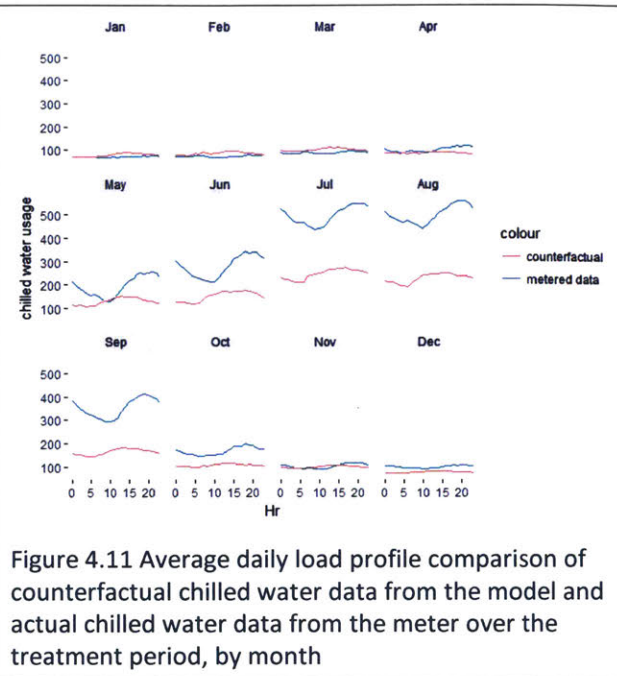 Jan Feb Mar Apr
500
400
300
200
100
May Jun Jul Aug
500
400
300
200
100
chilled water usage
colour
counterfactual
metered data
Sep Oct Nov Dec
500
400
300
200
100
0 5 10 15 20 0 5 10 15 20 0 5 10 15 20 0 5 10 15 20
Hr
Figure 4.11 Average daily load profile comparison of
counterfactual chilled water data from the model and
actual chilled water data from the meter over the
treatment period, by month